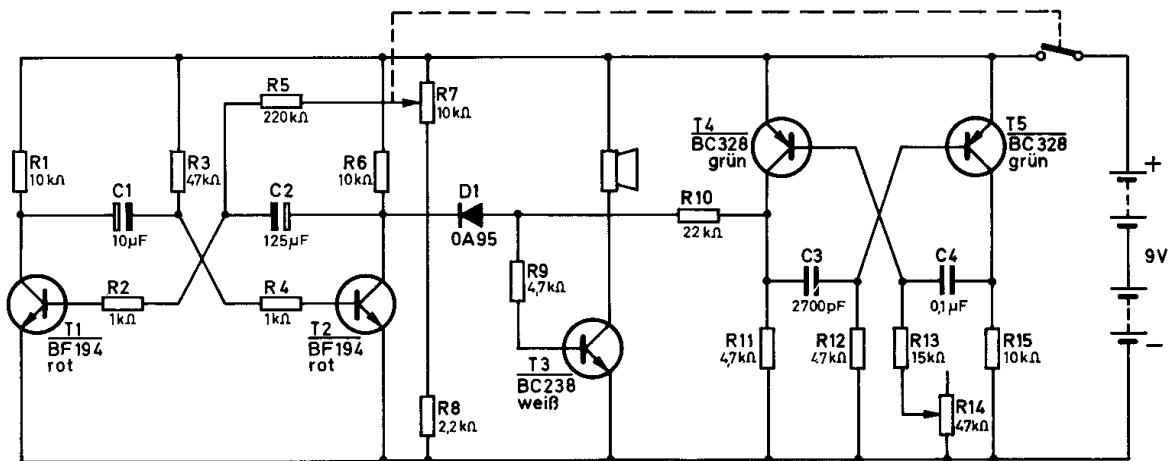 R1
10kΩ
R3
47kΩ
C1
10µF
R5
220kΩ
C2
125µF
R6
10kΩ
R7
10kΩ
D1
0A95
R2
1kΩ
R4
1kΩ
T1
BF194
rot
T2
BF194
rot
R8
2,2kΩ
R9
4,7kΩ
T3
BC238
weiß
R10
22kΩ
T4
BC328
grün
T5
BC328
grün
C3
2700pF
C4
0,1µF
R11
4,7kΩ
R12
47kΩ
R13
15kΩ
R14
47kΩ
R15
10kΩ
+
9V
−